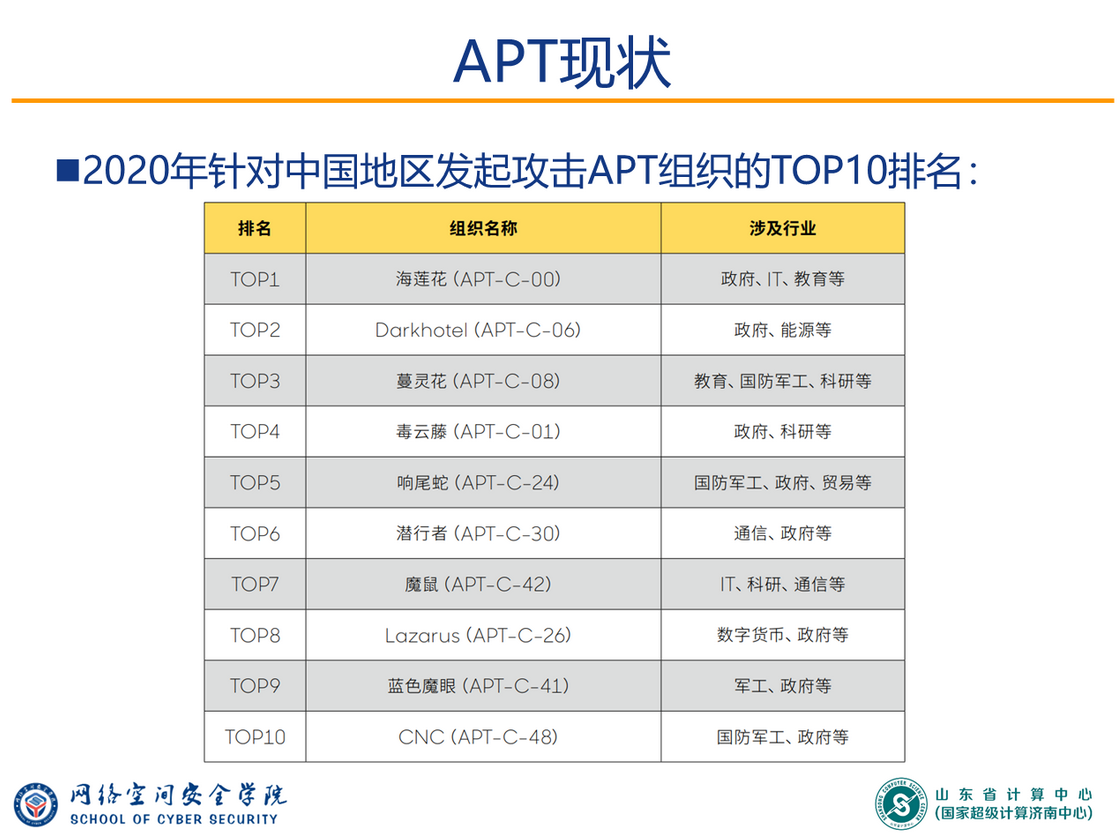 APT现状
■2020年针对中国地区发起攻击APT组织的TOP10排名：
排名 组织名称 涉及行业
TOP1 海莲花 (APT-C-00) 政府、IT、教育等
TOP2 Darkhotel (APT-C-06) 政府、能源等
TOP3 蔓灵花 (APT-C-08) 教育、国防军工、科研等
TOP4 毒云藤 (APT-C-01) 政府、科研等
TOP5 响尾蛇 (APT-C-24) 国防军工、政府、贸易等
TOP6 潜行者 (APT-C-30) 通信、政府等
TOP7 魔鼠 (APT-C-42) IT、科研、通信等
TOP8 Lazarus (APT-C-26) 数字货币、政府等
TOP9 蓝色魔眼 (APT-C-41) 军工、政府等
TOP10 CNC (APT-C-48) 国防军工、政府等
网络空间安全学院
SCHOOL OF CYBER SECURITY
SHANDONG COMPUTER SCIENCE CENTER
山东省计算中心
(国家超级计算济南中心)